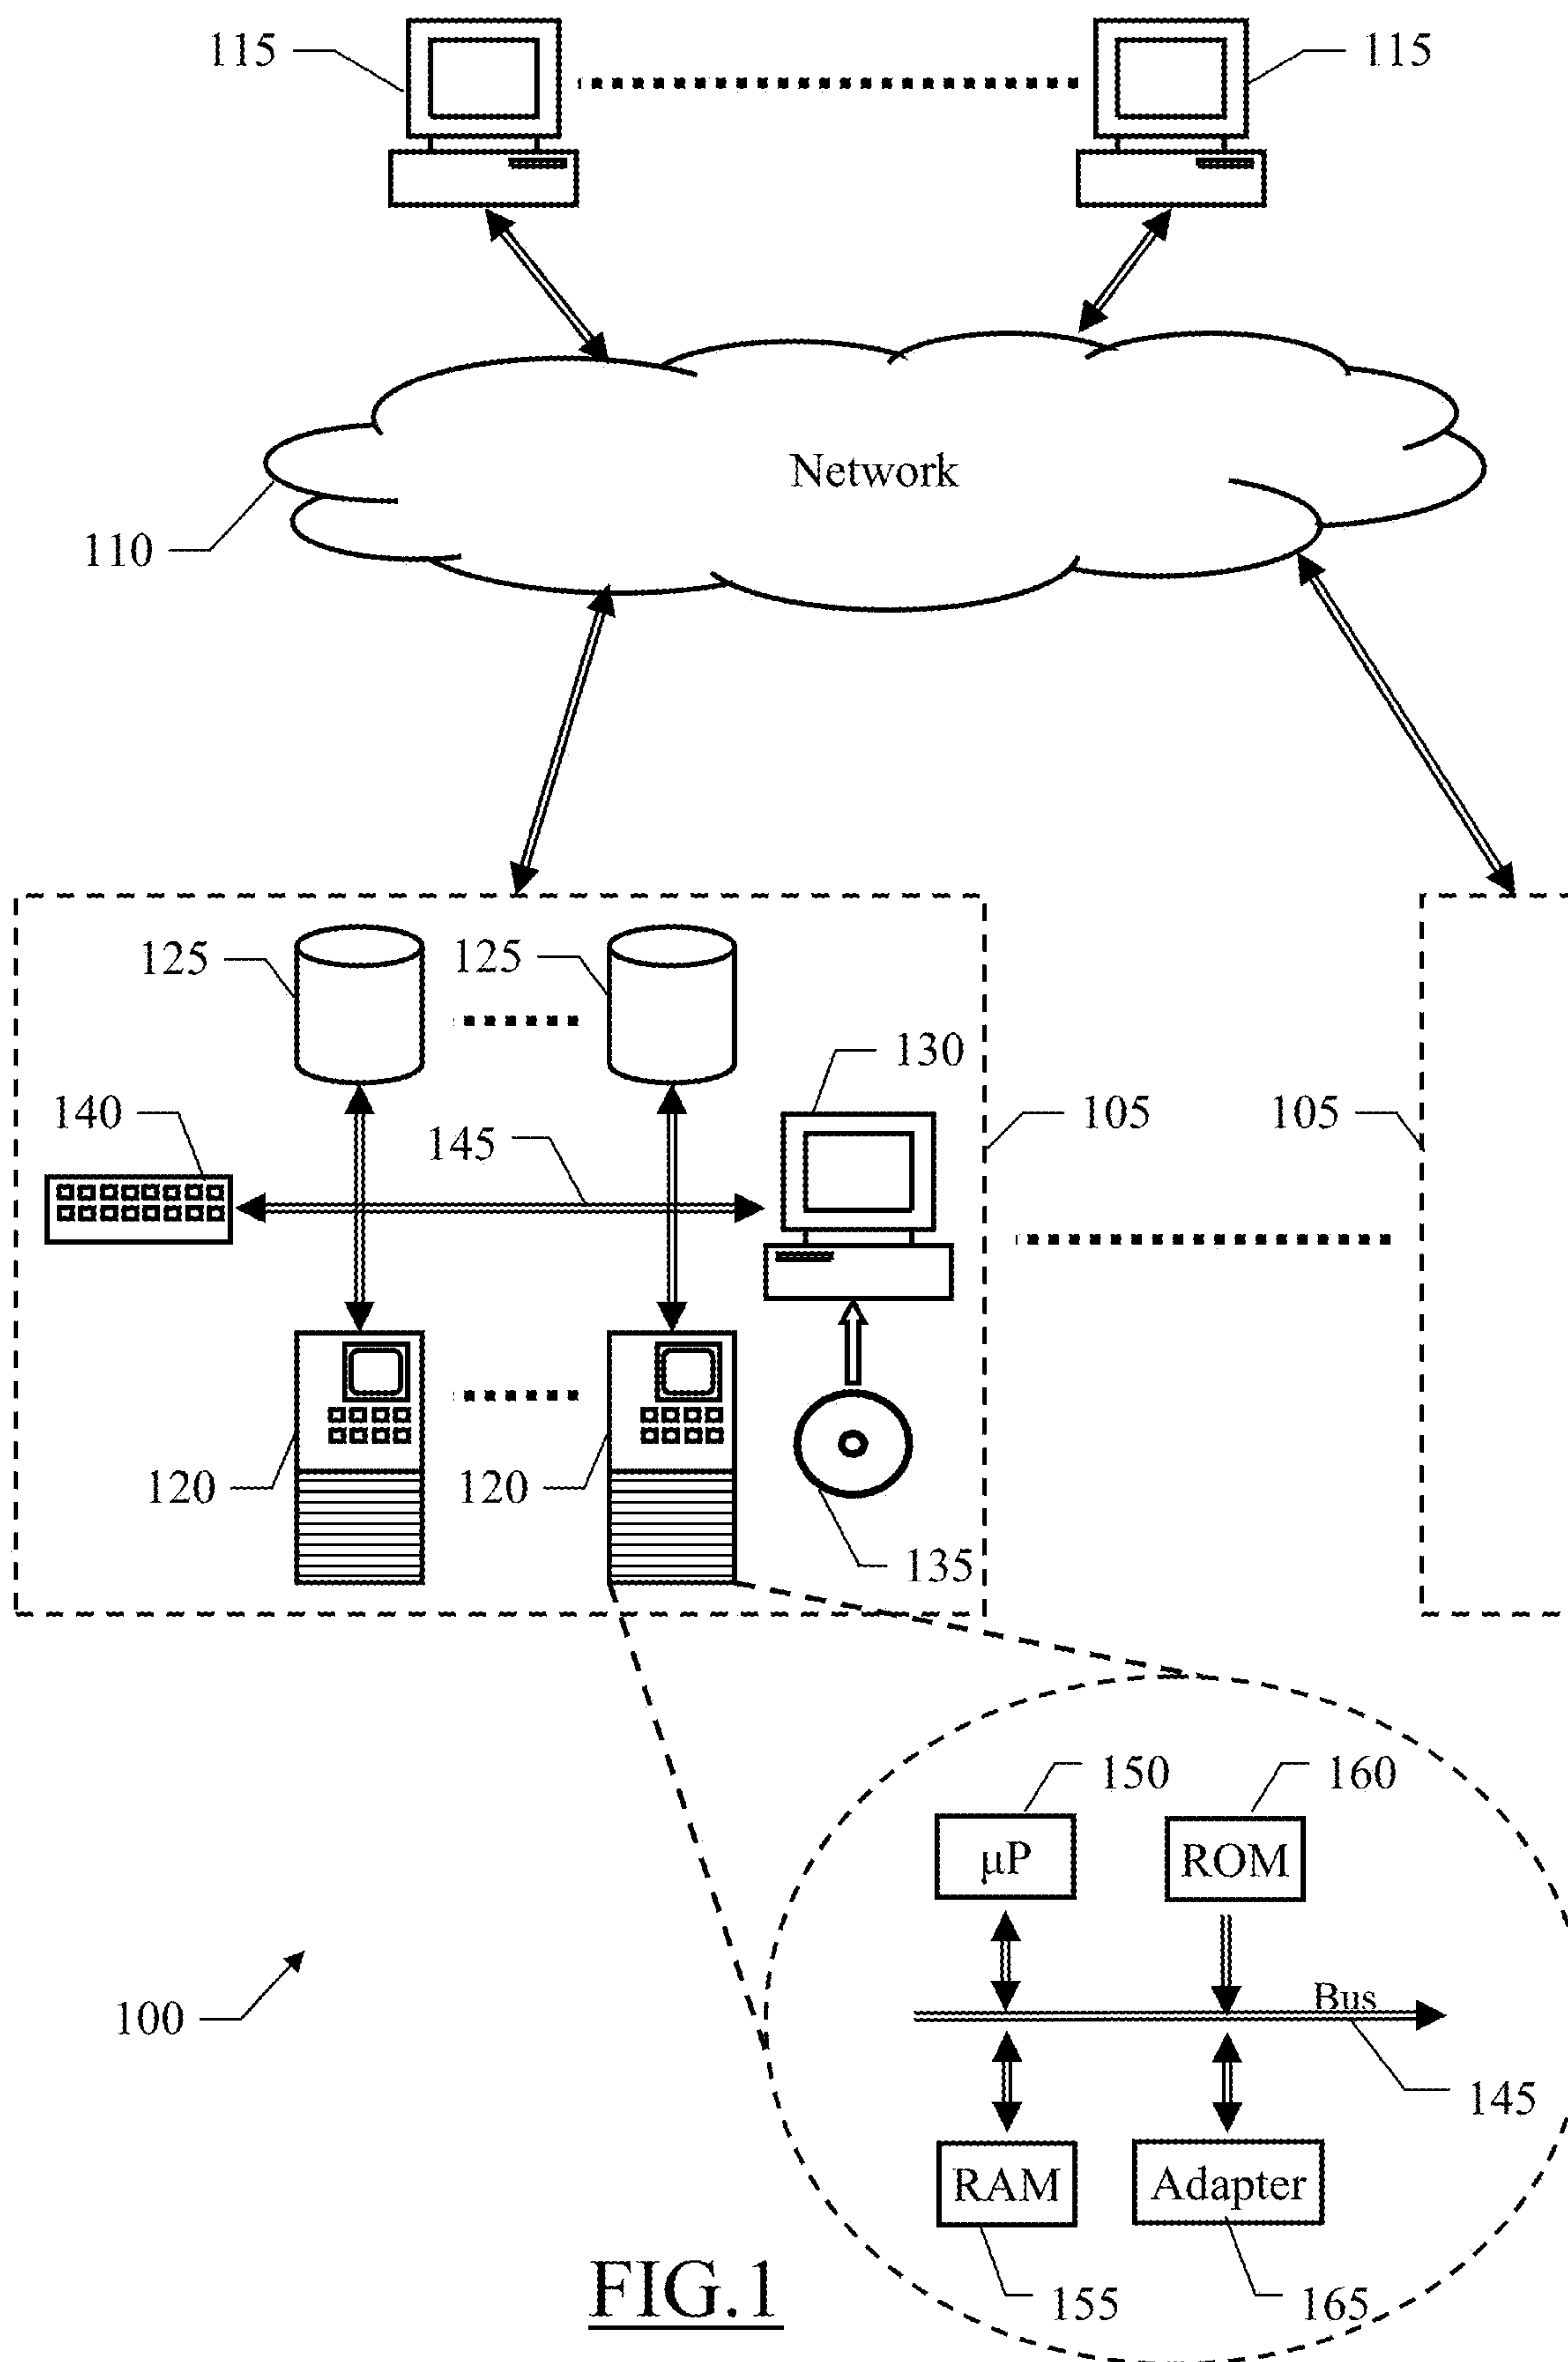 115 115
Network
110
125 125
130
140 145 105 105
120 120
135
150 160
μP ROM
Bus
100
145
RAM Adapter
155 165
FIG.1